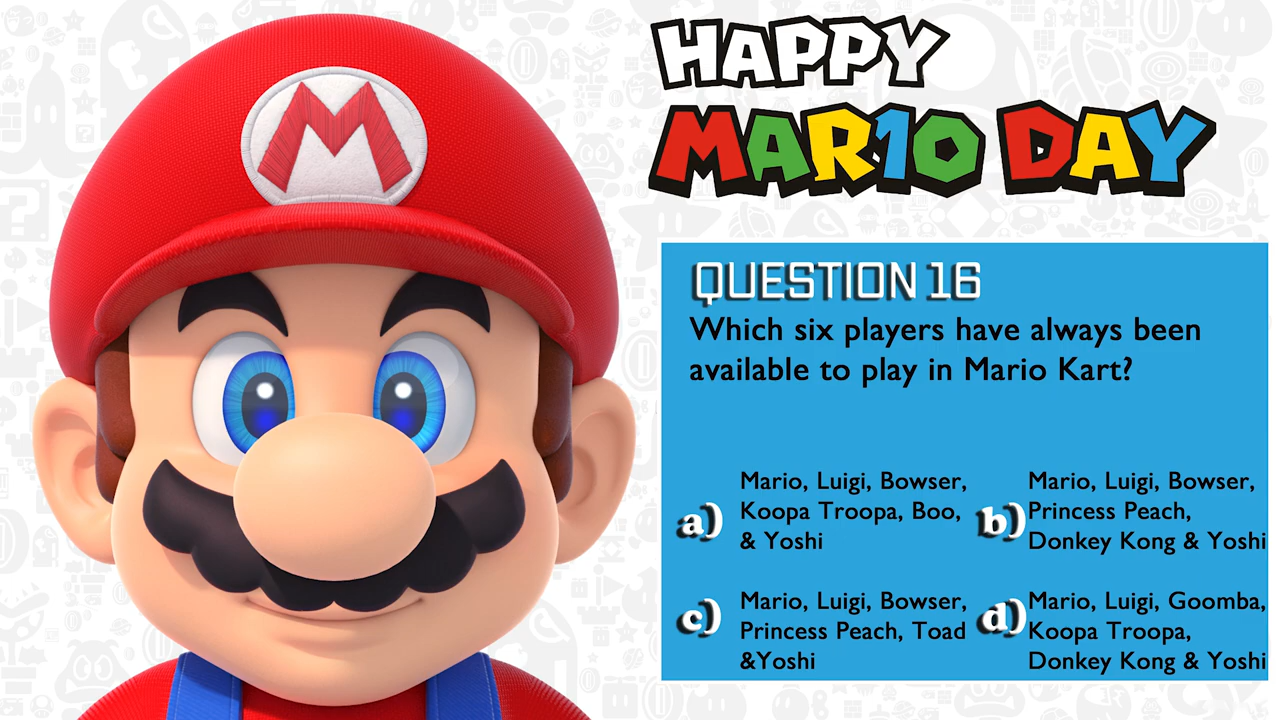 M
HAPPY
MAR10 DAY
QUESTION 16
Which six players have always been
available to play in Mario Kart?
a) Mario, Luigi, Bowser,
Koopa Troopa, Boo,
& Yoshi
b) Mario, Luigi, Bowser,
Princess Peach,
Donkey Kong & Yoshi
c) Mario, Luigi, Bowser,
Princess Peach, Toad
&Yoshi
d) Mario, Luigi, Goomba,
Koopa Troopa,
Donkey Kong & Yoshi